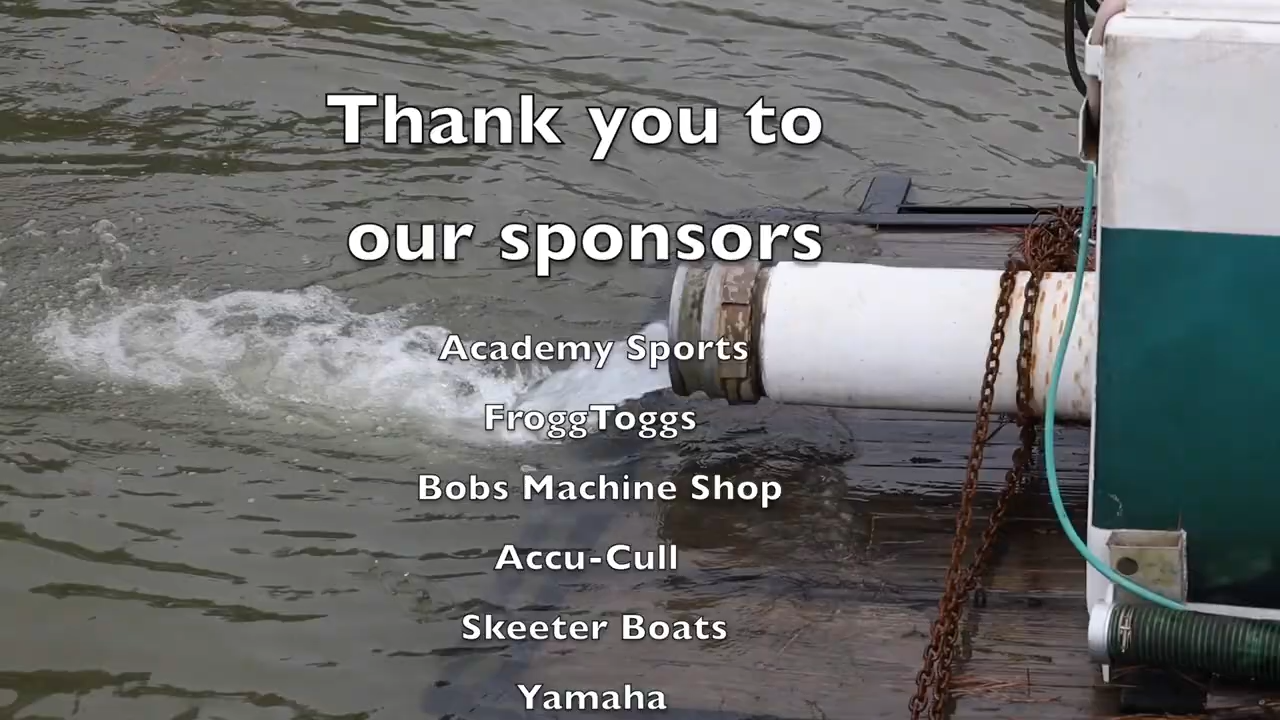 Thank you to
our sponsors
Academy Sports
FroggToggs
Bobs Machine Shop
Accu-Cull
Skeeter Boats
Yamaha